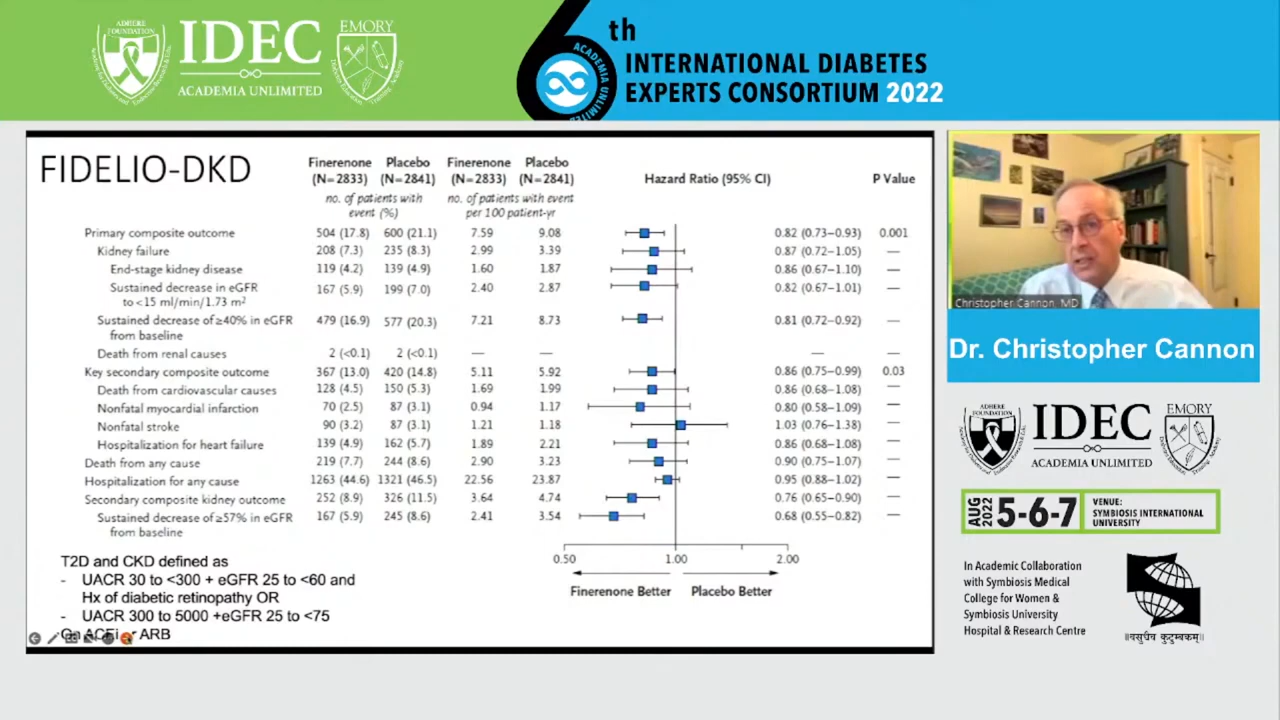 ADHERE
FOUNDATION
IDEC
ACADEMIA UNLIMITED
EMORY
6th
ACADEMIA UNLIMITED
INTERNATIONAL DIABETES
EXPERTS CONSORTIUM 2022
FIDELIO-DKD
Finerenone Placebo Finerenone Placebo
(N=2833) (N=2841) (N=2833) (N=2841) Hazard Ratio (95% CI) P Value
no. of patients with no. of patients with event
event (%) per 100 patient-yr
Primary composite outcome 504 (17.8) 600 (21.1) 7.59 9.08 0.82 (0.73–0.93) 0.001
Kidney failure 208 (7.3) 235 (8.3) 2.99 3.39 0.87 (0.72–1.05) —
End-stage kidney disease 119 (4.2) 139 (4.9) 1.60 1.87 0.86 (0.67–1.10) —
Sustained decrease in eGFR 167 (5.9) 199 (7.0) 2.40 2.87 0.82 (0.67–1.01) —
to <15 ml/min/1.73 m²
Sustained decrease of ≥40% in eGFR 479 (16.9) 577 (20.3) 7.21 8.73 0.81 (0.72–0.92) —
from baseline
Death from renal causes 2 (<0.1) 2 (<0.1) — — — —
Key secondary composite outcome 367 (13.0) 420 (14.8) 5.11 5.92 0.86 (0.75–0.99) 0.03
Death from cardiovascular causes 128 (4.5) 150 (5.3) 1.69 1.99 0.86 (0.68–1.08) —
Nonfatal myocardial infarction 70 (2.5) 87 (3.1) 0.94 1.17 0.80 (0.58–1.09) —
Nonfatal stroke 90 (3.2) 87 (3.1) 1.21 1.18 1.03 (0.76–1.38) —
Hospitalization for heart failure 139 (4.9) 162 (5.7) 1.89 2.21 0.86 (0.68–1.08) —
Death from any cause 219 (7.7) 244 (8.6) 2.90 3.23 0.90 (0.75–1.07) —
Hospitalization for any cause 1263 (44.6) 1321 (46.5) 22.56 23.87 0.95 (0.88–1.02) —
Secondary composite kidney outcome 252 (8.9) 326 (11.5) 3.64 4.74 0.76 (0.65–0.90) —
Sustained decrease of ≥57% in eGFR 167 (5.9) 245 (8.6) 2.41 3.54 0.68 (0.55–0.82) —
from baseline
0.50 1.00 2.00
Finerenone Better Placebo Better
T2D and CKD defined as
- UACR 30 to <300 + eGFR 25 to <60 and
Hx of diabetic retinopathy OR
- UACR 300 to 5000 +eGFR 25 to <75
ARB
Christopher Cannon, MD
Dr. Christopher Cannon
ADHERE
FOUNDATION
IDEC
ACADEMIA UNLIMITED
EMORY
AUG
2022
5-6-7
VENUE:
SYMBIOSIS INTERNATIONAL
UNIVERSITY
In Academic Collaboration
with Symbiosis Medical
College for Women &
Symbiosis University
Hospital & Research Centre
॥वसुधैव कुटुम्बकम्॥